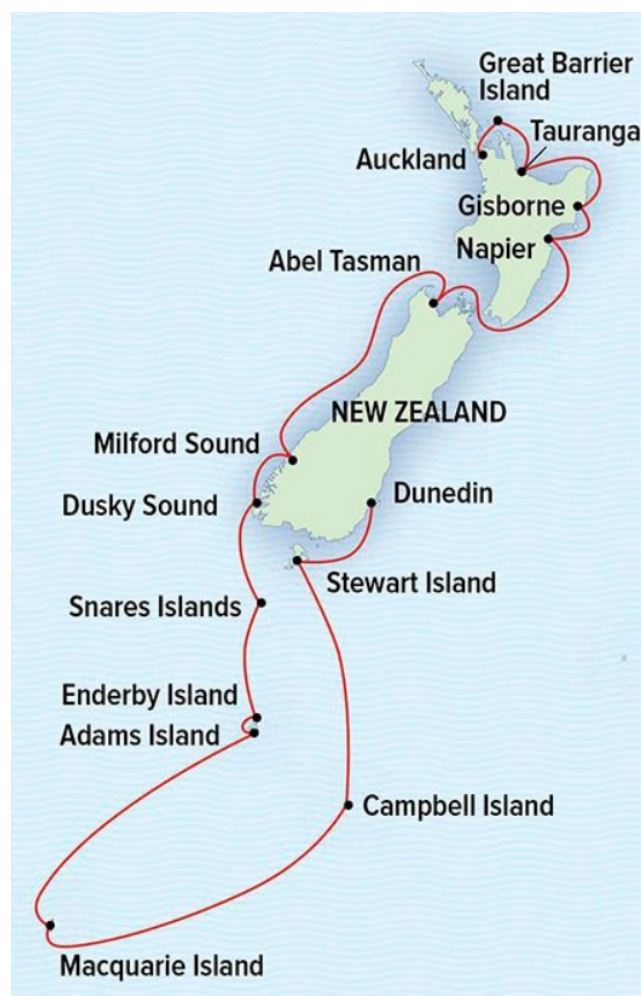 Great Barrier
Island
Tauranga
Auckland
Gisborne
Napier
Abel Tasman
NEW ZEALAND
Milford Sound
Dusky Sound
Dunedin
Stewart Island
Snares Islands
Enderby Island
Adams Island
Campbell Island
Macquarie Island